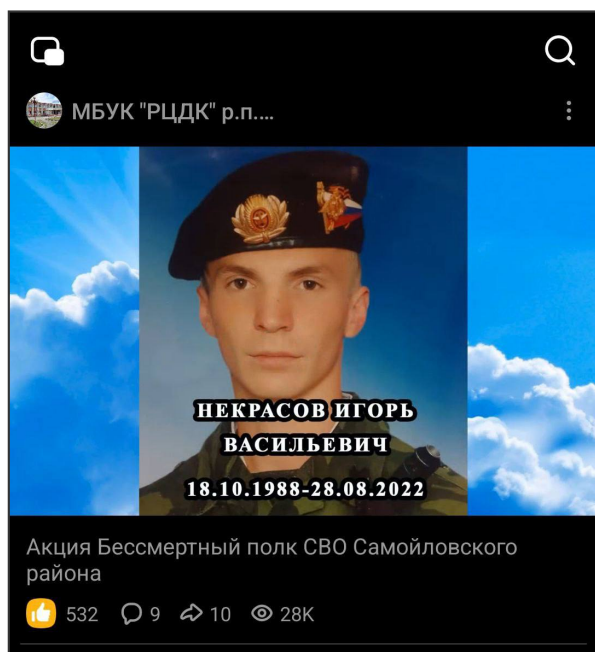 МБУК "РЦДК" р.п....
НЕКРАСОВ ИГОРЬ
ВАСИЛЬЕВИЧ
18.10.1988-28.08.2022
Акция Бессмертный полк СВО Самойловского
района
532 9 10 28K